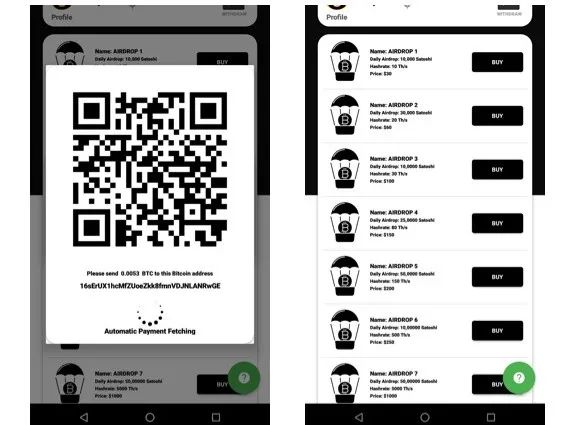 Profile
WITHDRAW
Name: AIRDROP 1
Daily Airdrop: 10,000 Satoshi
BUY
Please send 0.0053 BTC to this Bitcoin address
16sErUX1hcMfZUoeZkk8fmnVDJNLANRwGE
Automatic Payment Fetching
Name: AIRDROP 7
Daily Airdrop: 50,00000 Satoshi
Hashrate: 5000 Th/s
Price: $1000
BUY
Profile
WITHDRAW
Name: AIRDROP 1
Daily Airdrop: 10,000 Satoshi
Hashrate: 10 Th/s
Price: $30
BUY
Name: AIRDROP 2
Daily Airdrop: 30,000 Satoshi
Hashrate: 20 Th/s
Price: $60
BUY
Name: AIRDROP 3
Daily Airdrop: 10,0000 Satoshi
Hashrate: 30 Th/s
Price: $100
BUY
Name: AIRDROP 4
Daily Airdrop: 25,0000 Satoshi
Hashrate: 80 Th/s
Price: $150
BUY
Name: AIRDROP 5
Daily Airdrop: 50,0000 Satoshi
Hashrate: 150 Th/s
Price: $200
BUY
Name: AIRDROP 6
Daily Airdrop: 10,00000 Satoshi
Hashrate: 500 Th/s
Price: $250
BUY
Name: AIRDROP 7
Daily Airdrop: 50,00000 Satoshi
Hashrate: 5000 Th/s
Price: $1000
BUY